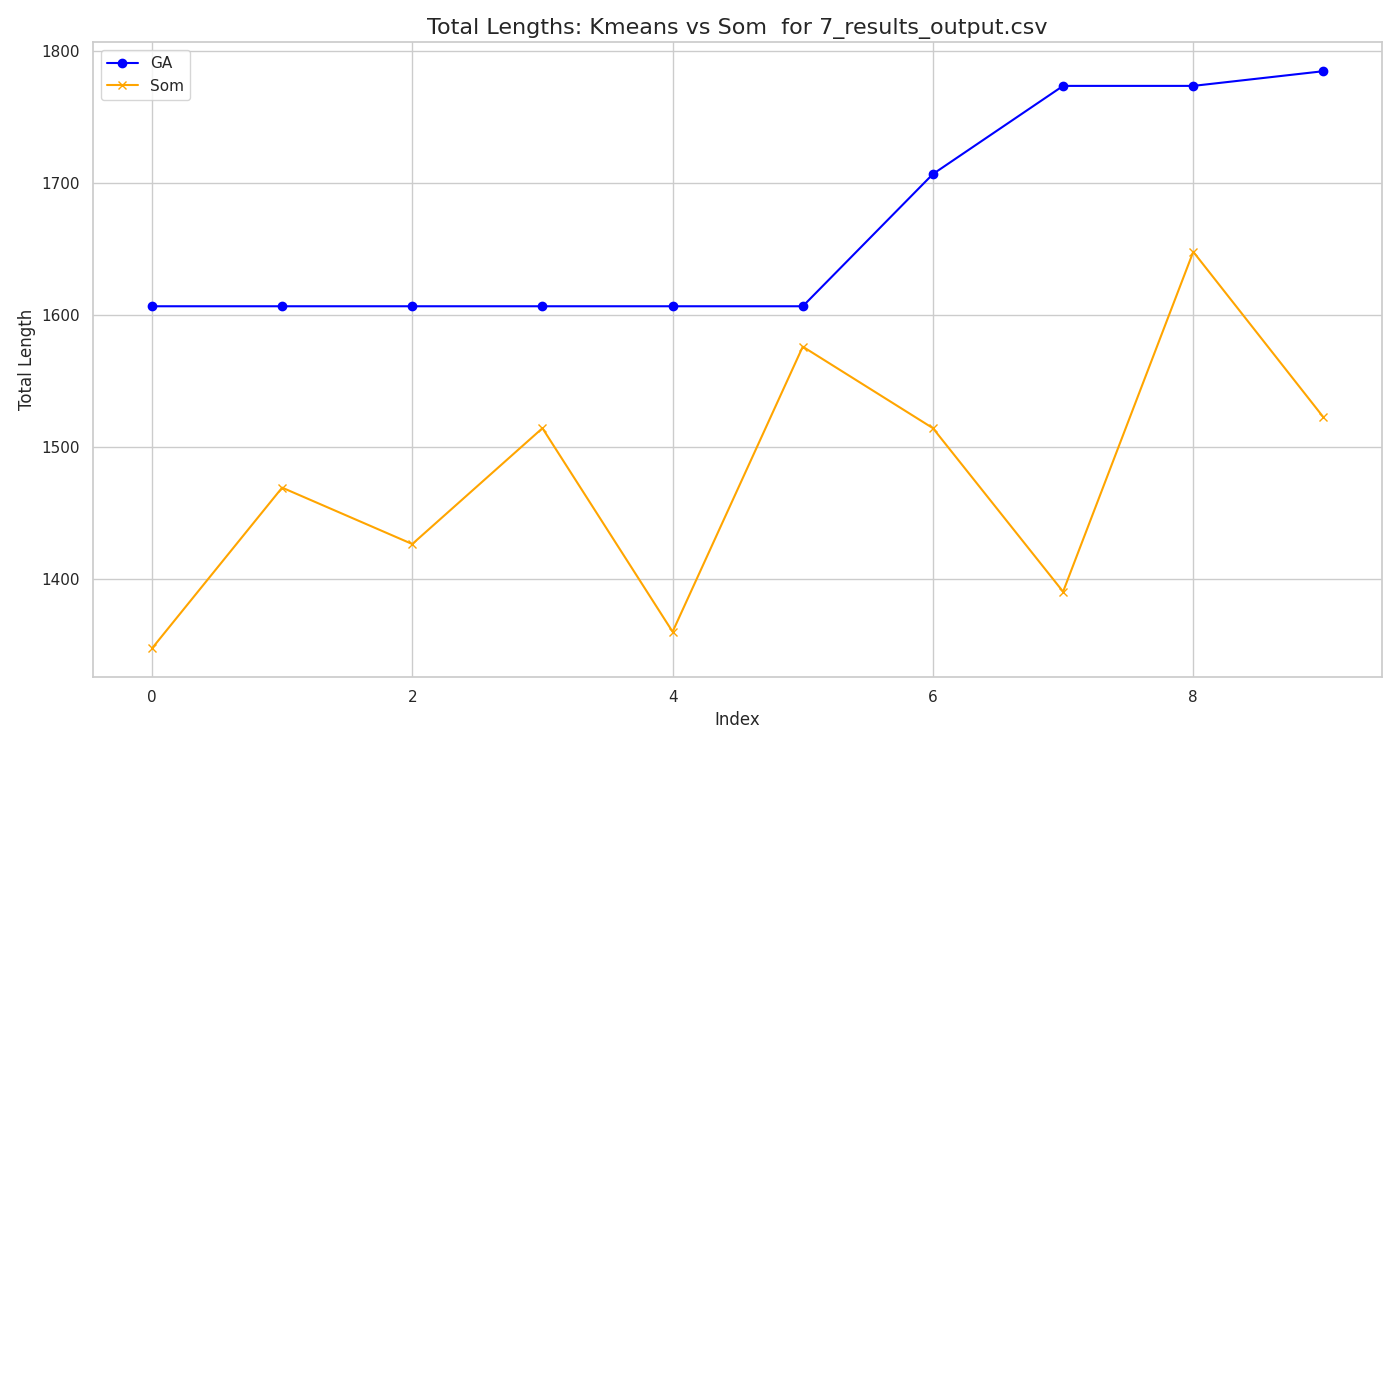 Total Lengths: Kmeans vs Som  for 7_results_output.csv
GA
Som
1800
1700
1600
1500
1400
Total Length
0 2 4 6 8
Index